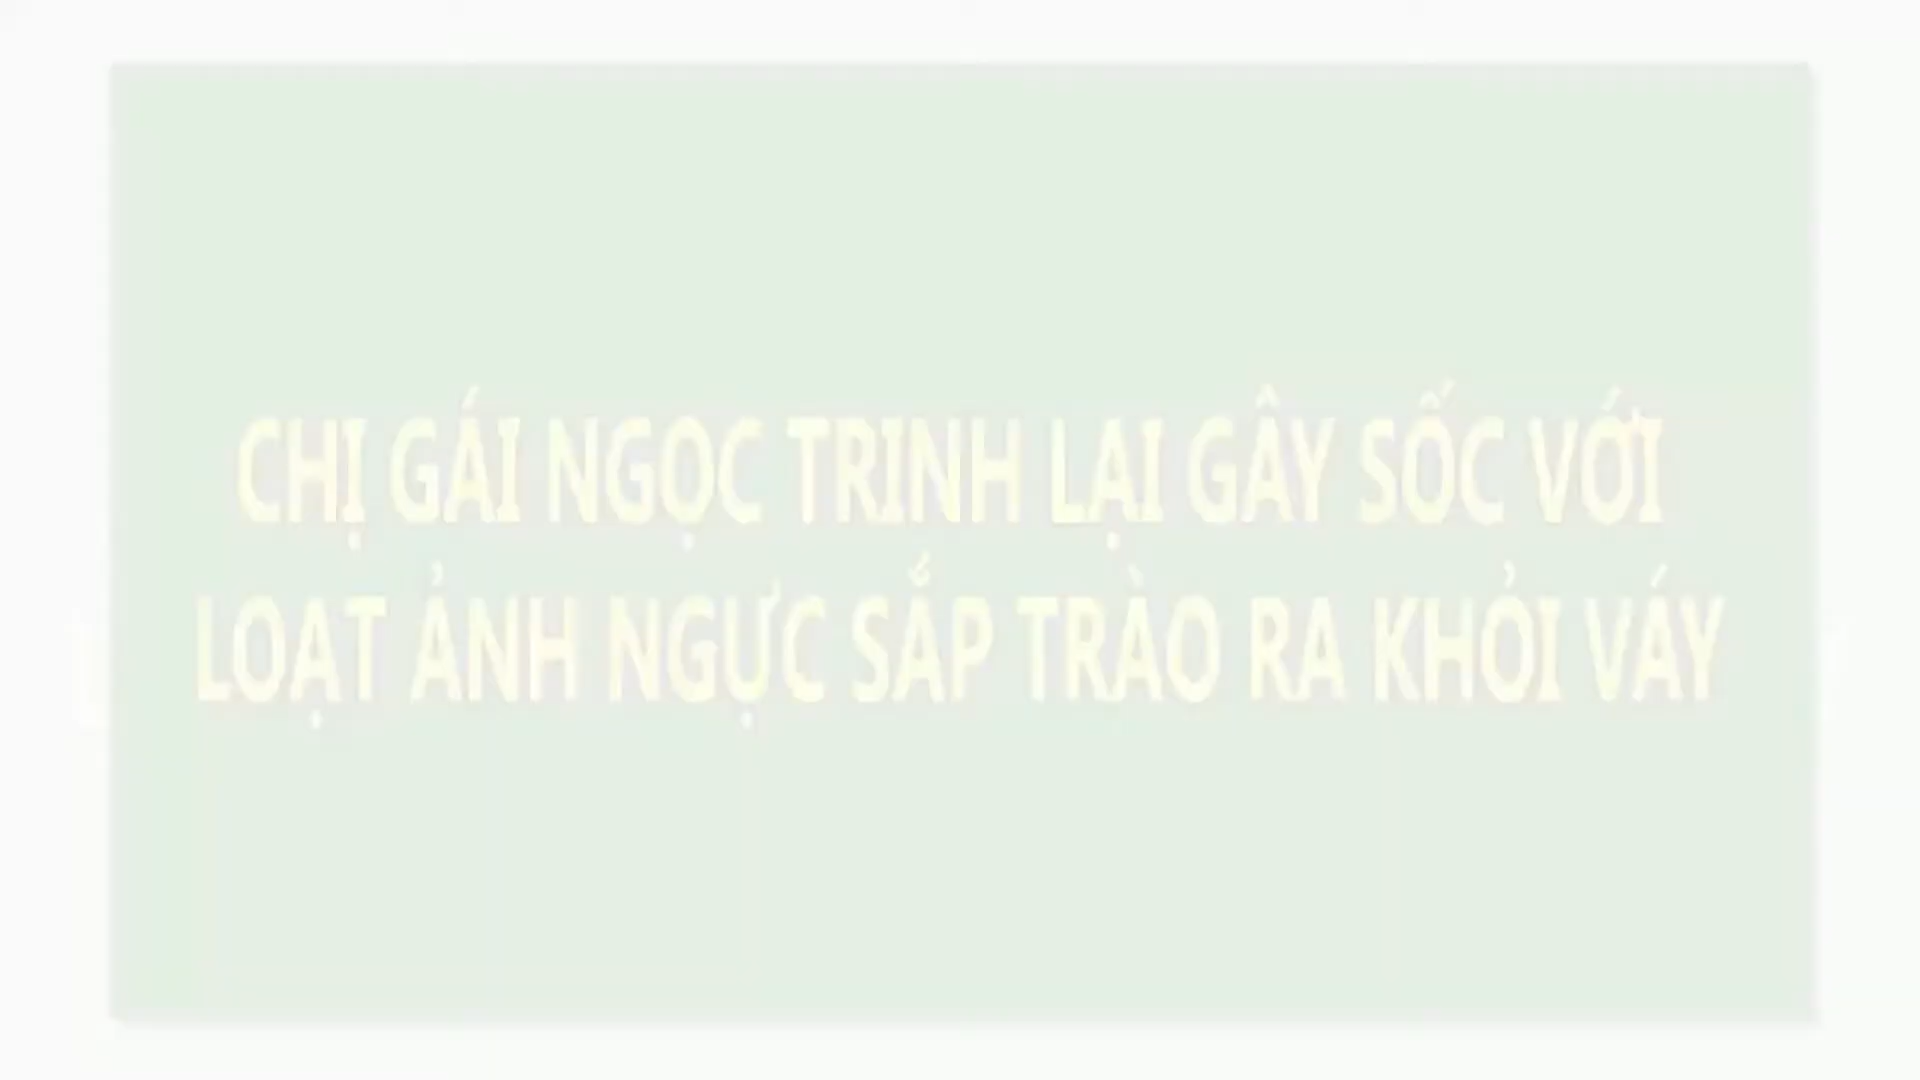 CHỊ GÁI NGỌC TRINH LẠI GÂY SỐC VỚI
LOẠT ẢNH NGỰC SẮP TRÀO RA KHỎI VÁY